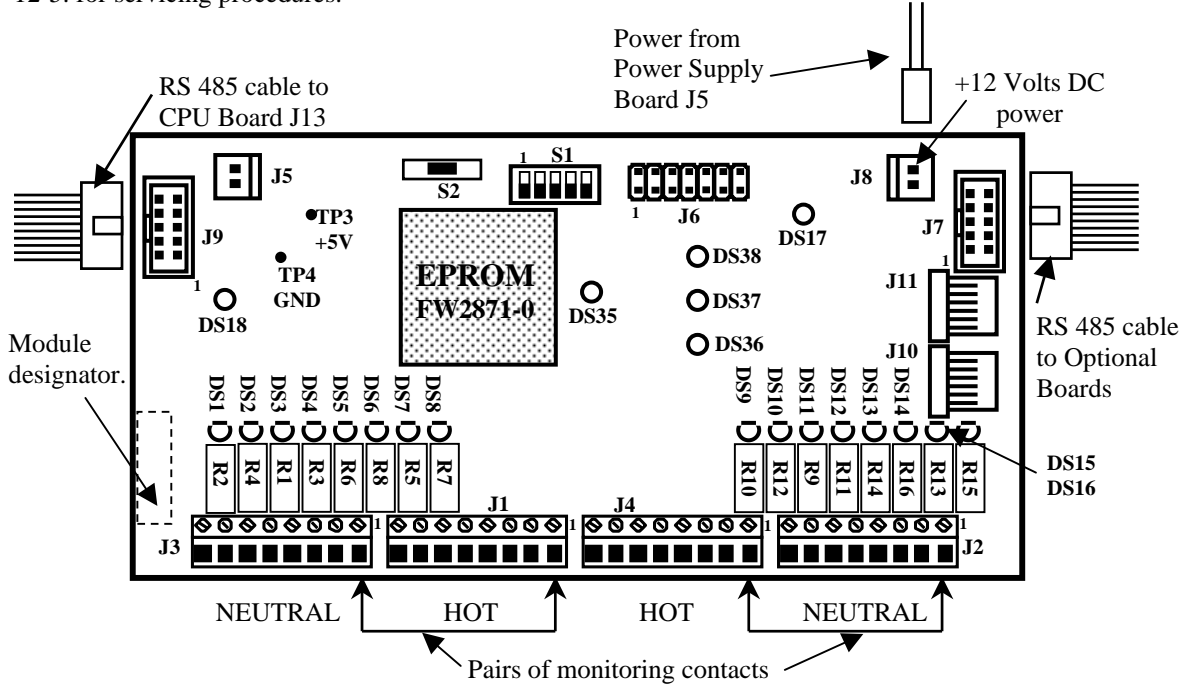 12-3. for servicing procedures.
Power from
Power Supply
Board J5
RS 485 cable to
CPU Board J13
+12 Volts DC
power
J5
S2
1
S1
1
J6
J8
DS17
J7
1
J9
1
TP3
+5V
TP4
GND
DS18
EPROM
FW2871-0
DS35
DS38
DS37
DS36
J11
J10
RS 485 cable
to Optional
Boards
Module
designator.
DS1
DS2
DS3
DS4
DS5
DS6
DS7
DS8
DS9
DS10
DS11
DS12
DS13
DS14
DS15
DS16
R2
R4
R1
R3
R6
R8
R5
R7
R10
R12
R9
R11
R14
R16
R13
R15
J3
1
J1
1
J4
1
1
J2
NEUTRAL
HOT
HOT
NEUTRAL
Pairs of monitoring contacts